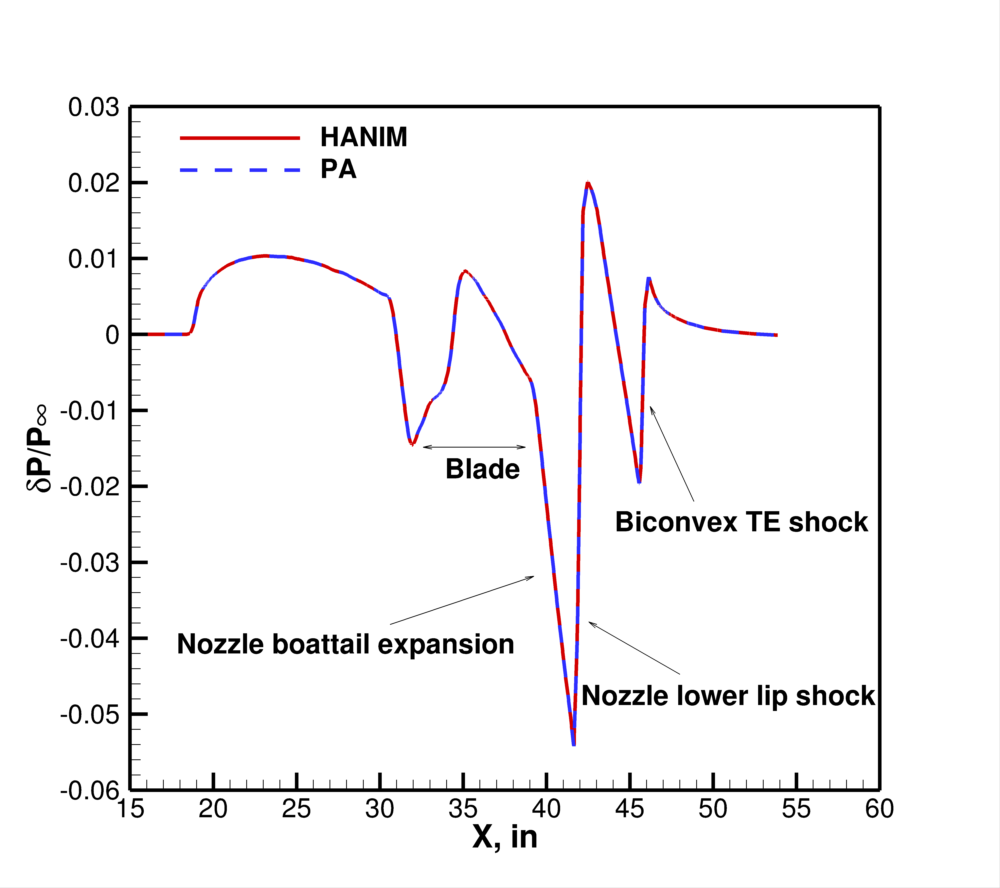 0.03
HANIM
PA
0.02
0.01
0
-0.01
-0.02
-0.03
-0.04
-0.05
-0.06
δP/P∞
Blade
Biconvex TE shock
Nozzle boattail expansion
Nozzle lower lip shock
15 20 25 30 35 40 45 50 55 60
X, in